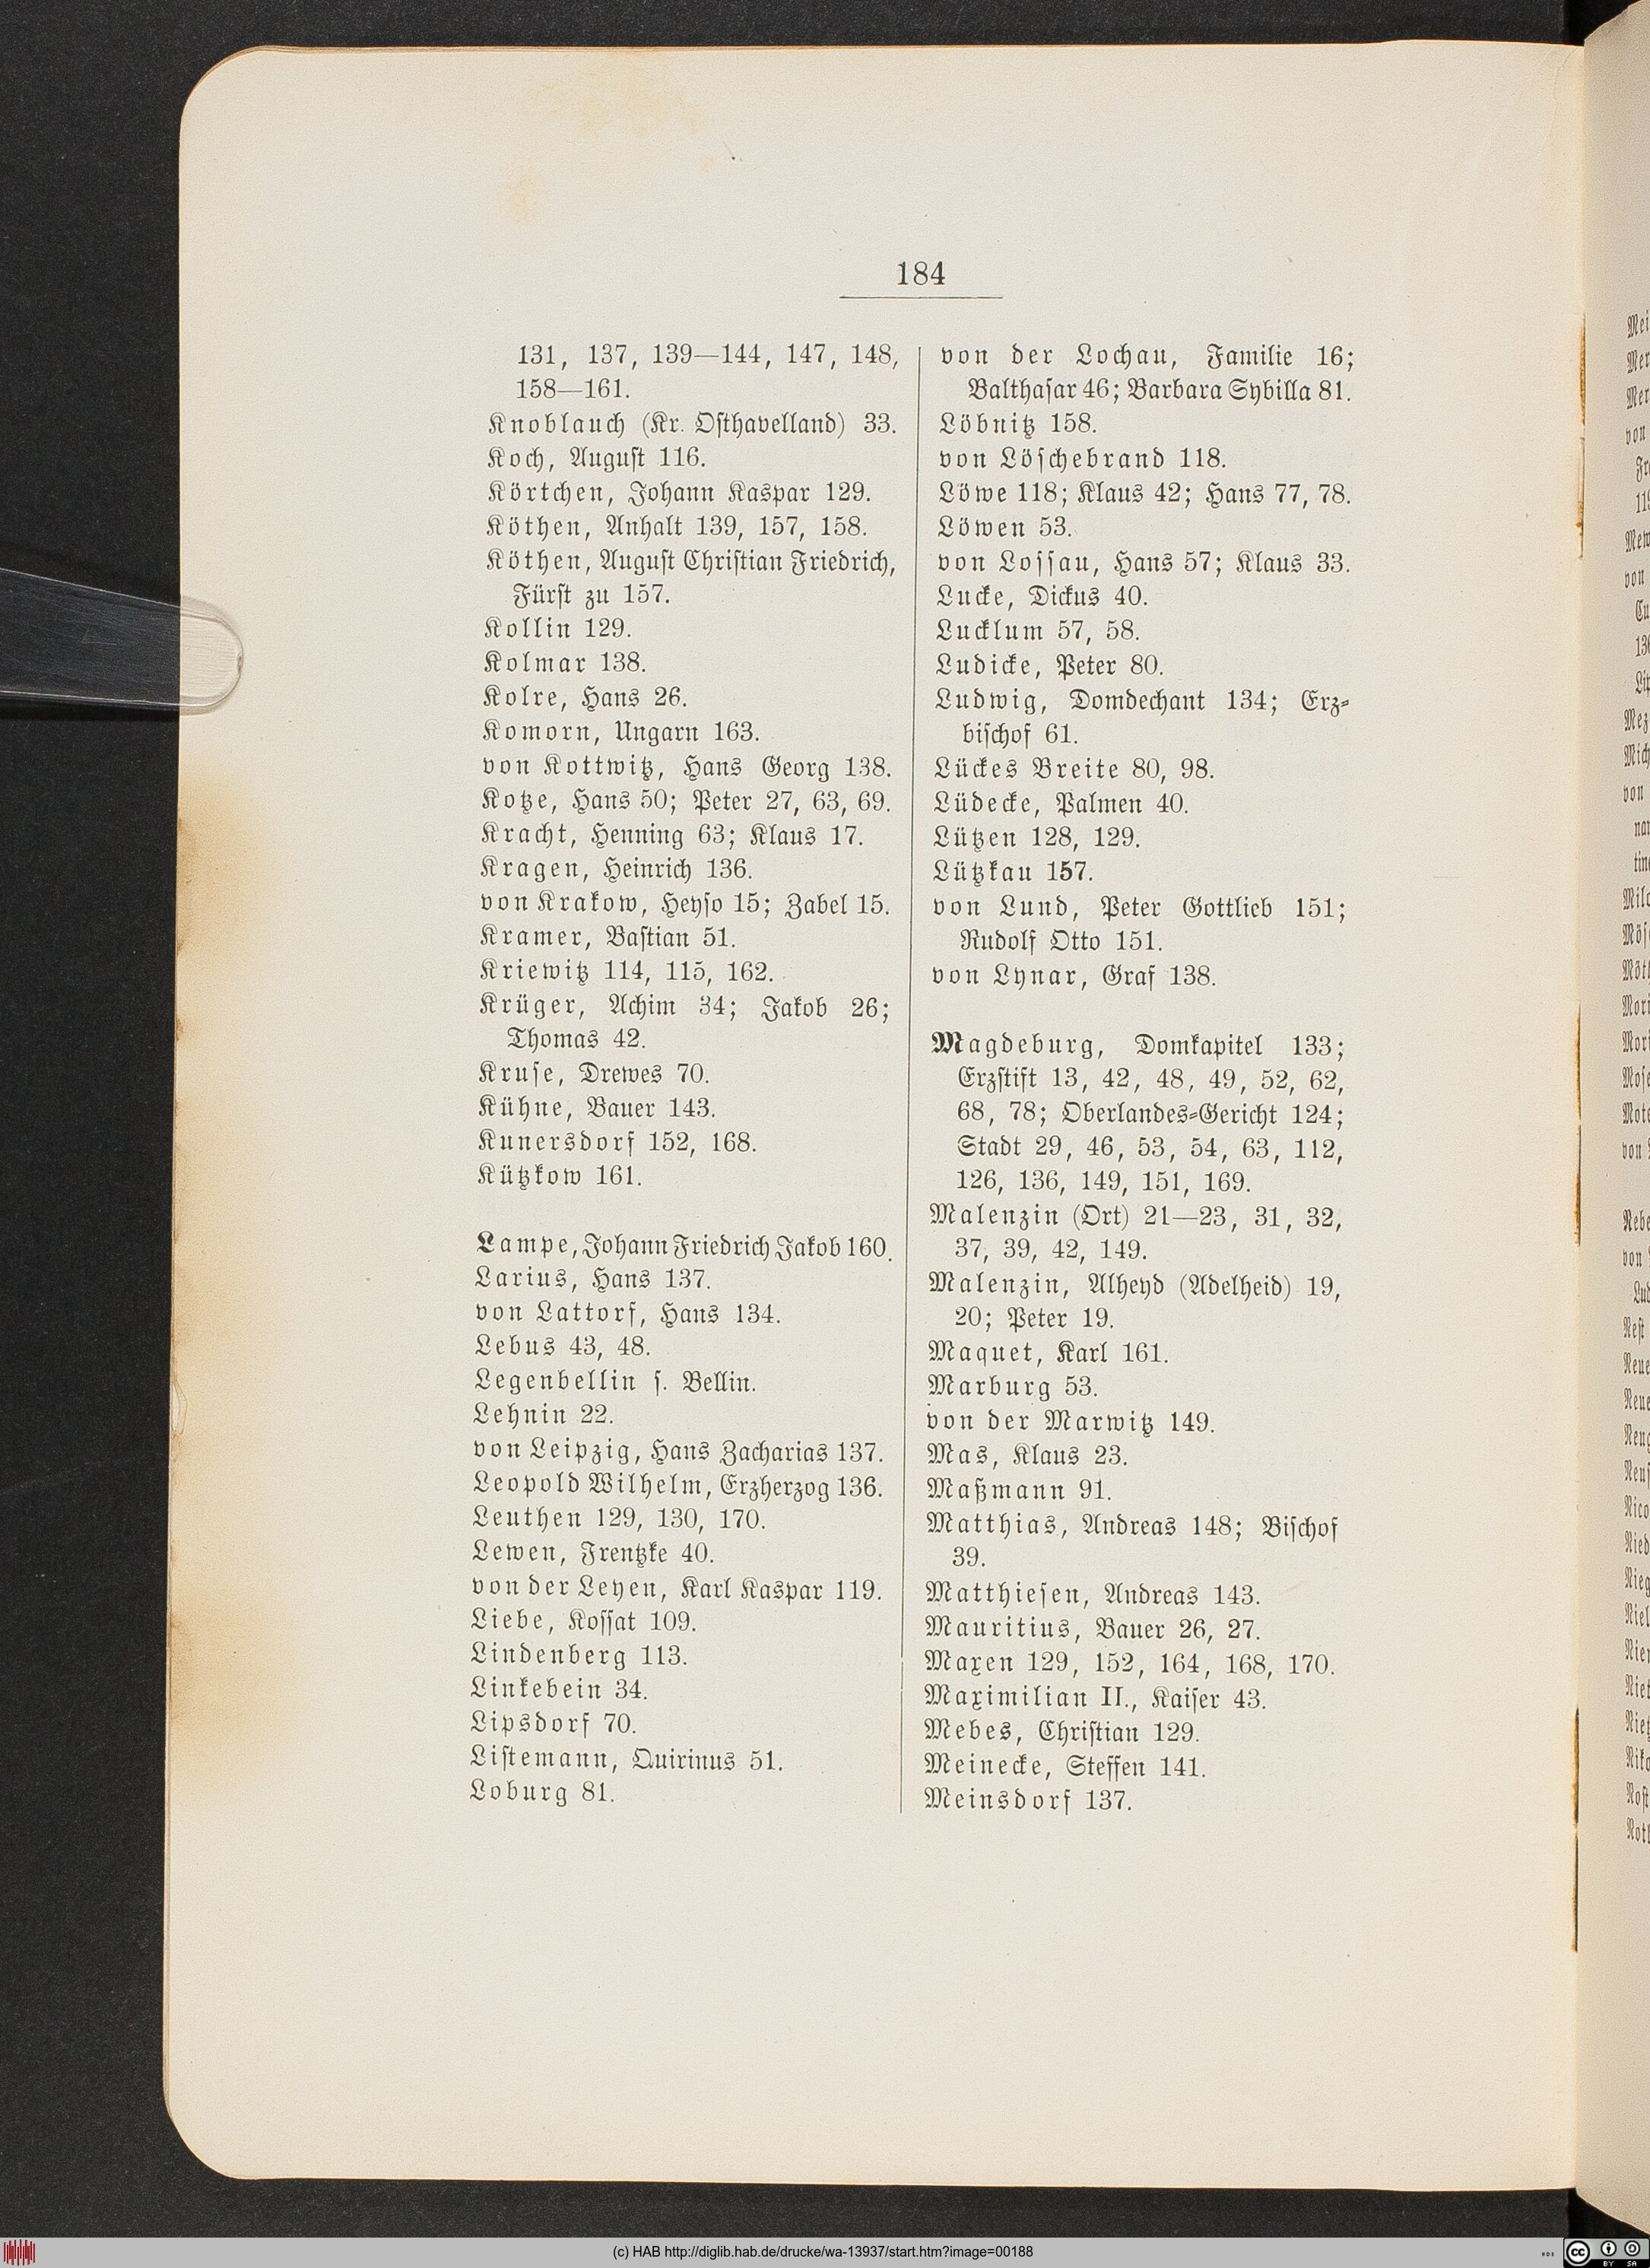 184
131, 137, 139—144, 147, 148,
158—161.
Knoblauch (Kr. Osthavelland) 33.
Koch, August 116.
Körtchen, Johann Kaspar 129.
Köthen, Anhalt 139, 157, 158.
Köthen, August Christian Friedrich,
Fürst zu 157.
Kollin 129.
Kolmar 138.
Kolre, Hans 26.
Komorn, Ungarn 163.
von Kottwitz, Hans Georg 138.
Kotze, Hans 50; Peter 27, 63, 69.
Kracht, Henning 63; Klaus 17.
Kragen, Heinrich 136.
von Krakow, Heyso 15; Zabel 15.
Kramer, Bastian 51.
Kriewitz 114, 115, 162.
Krüger, Achim 34; Jakob 26;
Thomas 42.
Kruse, Drewes 70.
Kühne, Bauer 143.
Kunersdorf 152, 168.
Kützkow 161.
Lampe, Johann Friedrich Jakob 160.
Larius, Hans 137.
von Lattorf, Hans 134.
Lebus 43, 48.
Legenbellin s. Bellin.
Lehnin 22.
von Leipzig, Hans Zacharias 137.
Leopold Wilhelm, Erzherzog 136.
Leuthen 129, 130, 170.
Lewen, Frentzke 40.
von der Leyen, Karl Kaspar 119.
Liebe, Kossat 109.
Lindenberg 113.
Linkebein 34.
Lipsdorf 70.
Listemann, Quirinus 51.
Loburg 81.
von der Lochau, Familie 16;
Balthasar 46; Barbara Sybilla 81.
Löbnitz 158.
von Löschebrand 118.
Löwe 118; Klaus 42; Hans 77, 78.
Löwen 53.
von Lossau, Hans 57; Klaus 33.
Lucke, Dickus 40.
Lucklum 57, 58.
Ludicke, Peter 80.
Ludwig, Domdechant 134; Erz-
bischof 61.
Lückes Breite 80, 98.
Lüdecke, Palmen 40.
Lützen 128, 129.
Lützkau 157.
von Lund, Peter Gottlieb 151;
Rudolf Otto 151.
von Lynar, Graf 138.
Magdeburg, Domkapitel 133;
Erzstift 13, 42, 48, 49, 52, 62,
68, 78; Oberlandes-Gericht 124;
Stadt 29, 46, 53, 54, 63, 112,
126, 136, 149, 151, 169.
Malenzin (Ort) 21—23, 31, 32,
37, 39, 42, 149.
Malenzin, Alheyd (Adelheid) 19,
20; Peter 19.
Maquet, Karl 161.
Marburg 53.
von der Marwitz 149.
Mas, Klaus 23.
Maßmann 91.
Matthias, Andreas 148; Bischof
39.
Matthiesen, Andreas 143.
Mauritius, Bauer 26, 27.
Maxen 129, 152, 164, 168, 170.
Maximilian II., Kaiser 43.
Mebes, Christian 129.
Meinecke, Steffen 141.
Meinsdorf 137.
(c) HAB http://diglib.hab.de/drucke/wa-13937/start.htm?image=00188